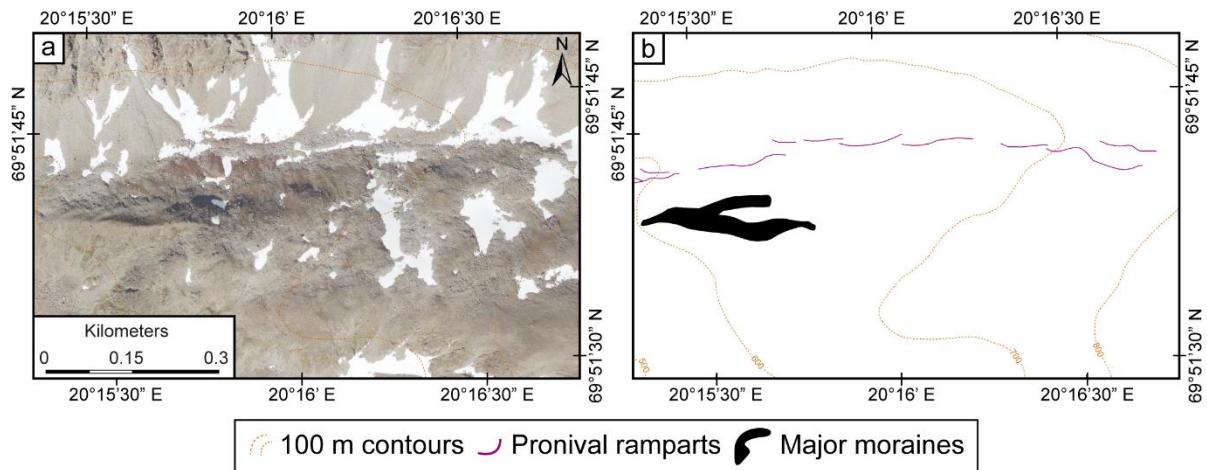 20°15'30" E 20°16' E 20°16'30" E 20°15'30" E 20°16' E 20°16'30" E
a N b
69°51'45" N 69°51'45" N
69°51'45" N 69°51'45" N
Kilometers
0 0.15 0.3
69°51'30" N 69°51'30" N
500 600 700 800
20°15'30" E 20°16' E 20°16'30" E 20°15'30" E 20°16' E 20°16'30" E
100 m contours Pronival ramparts Major moraines